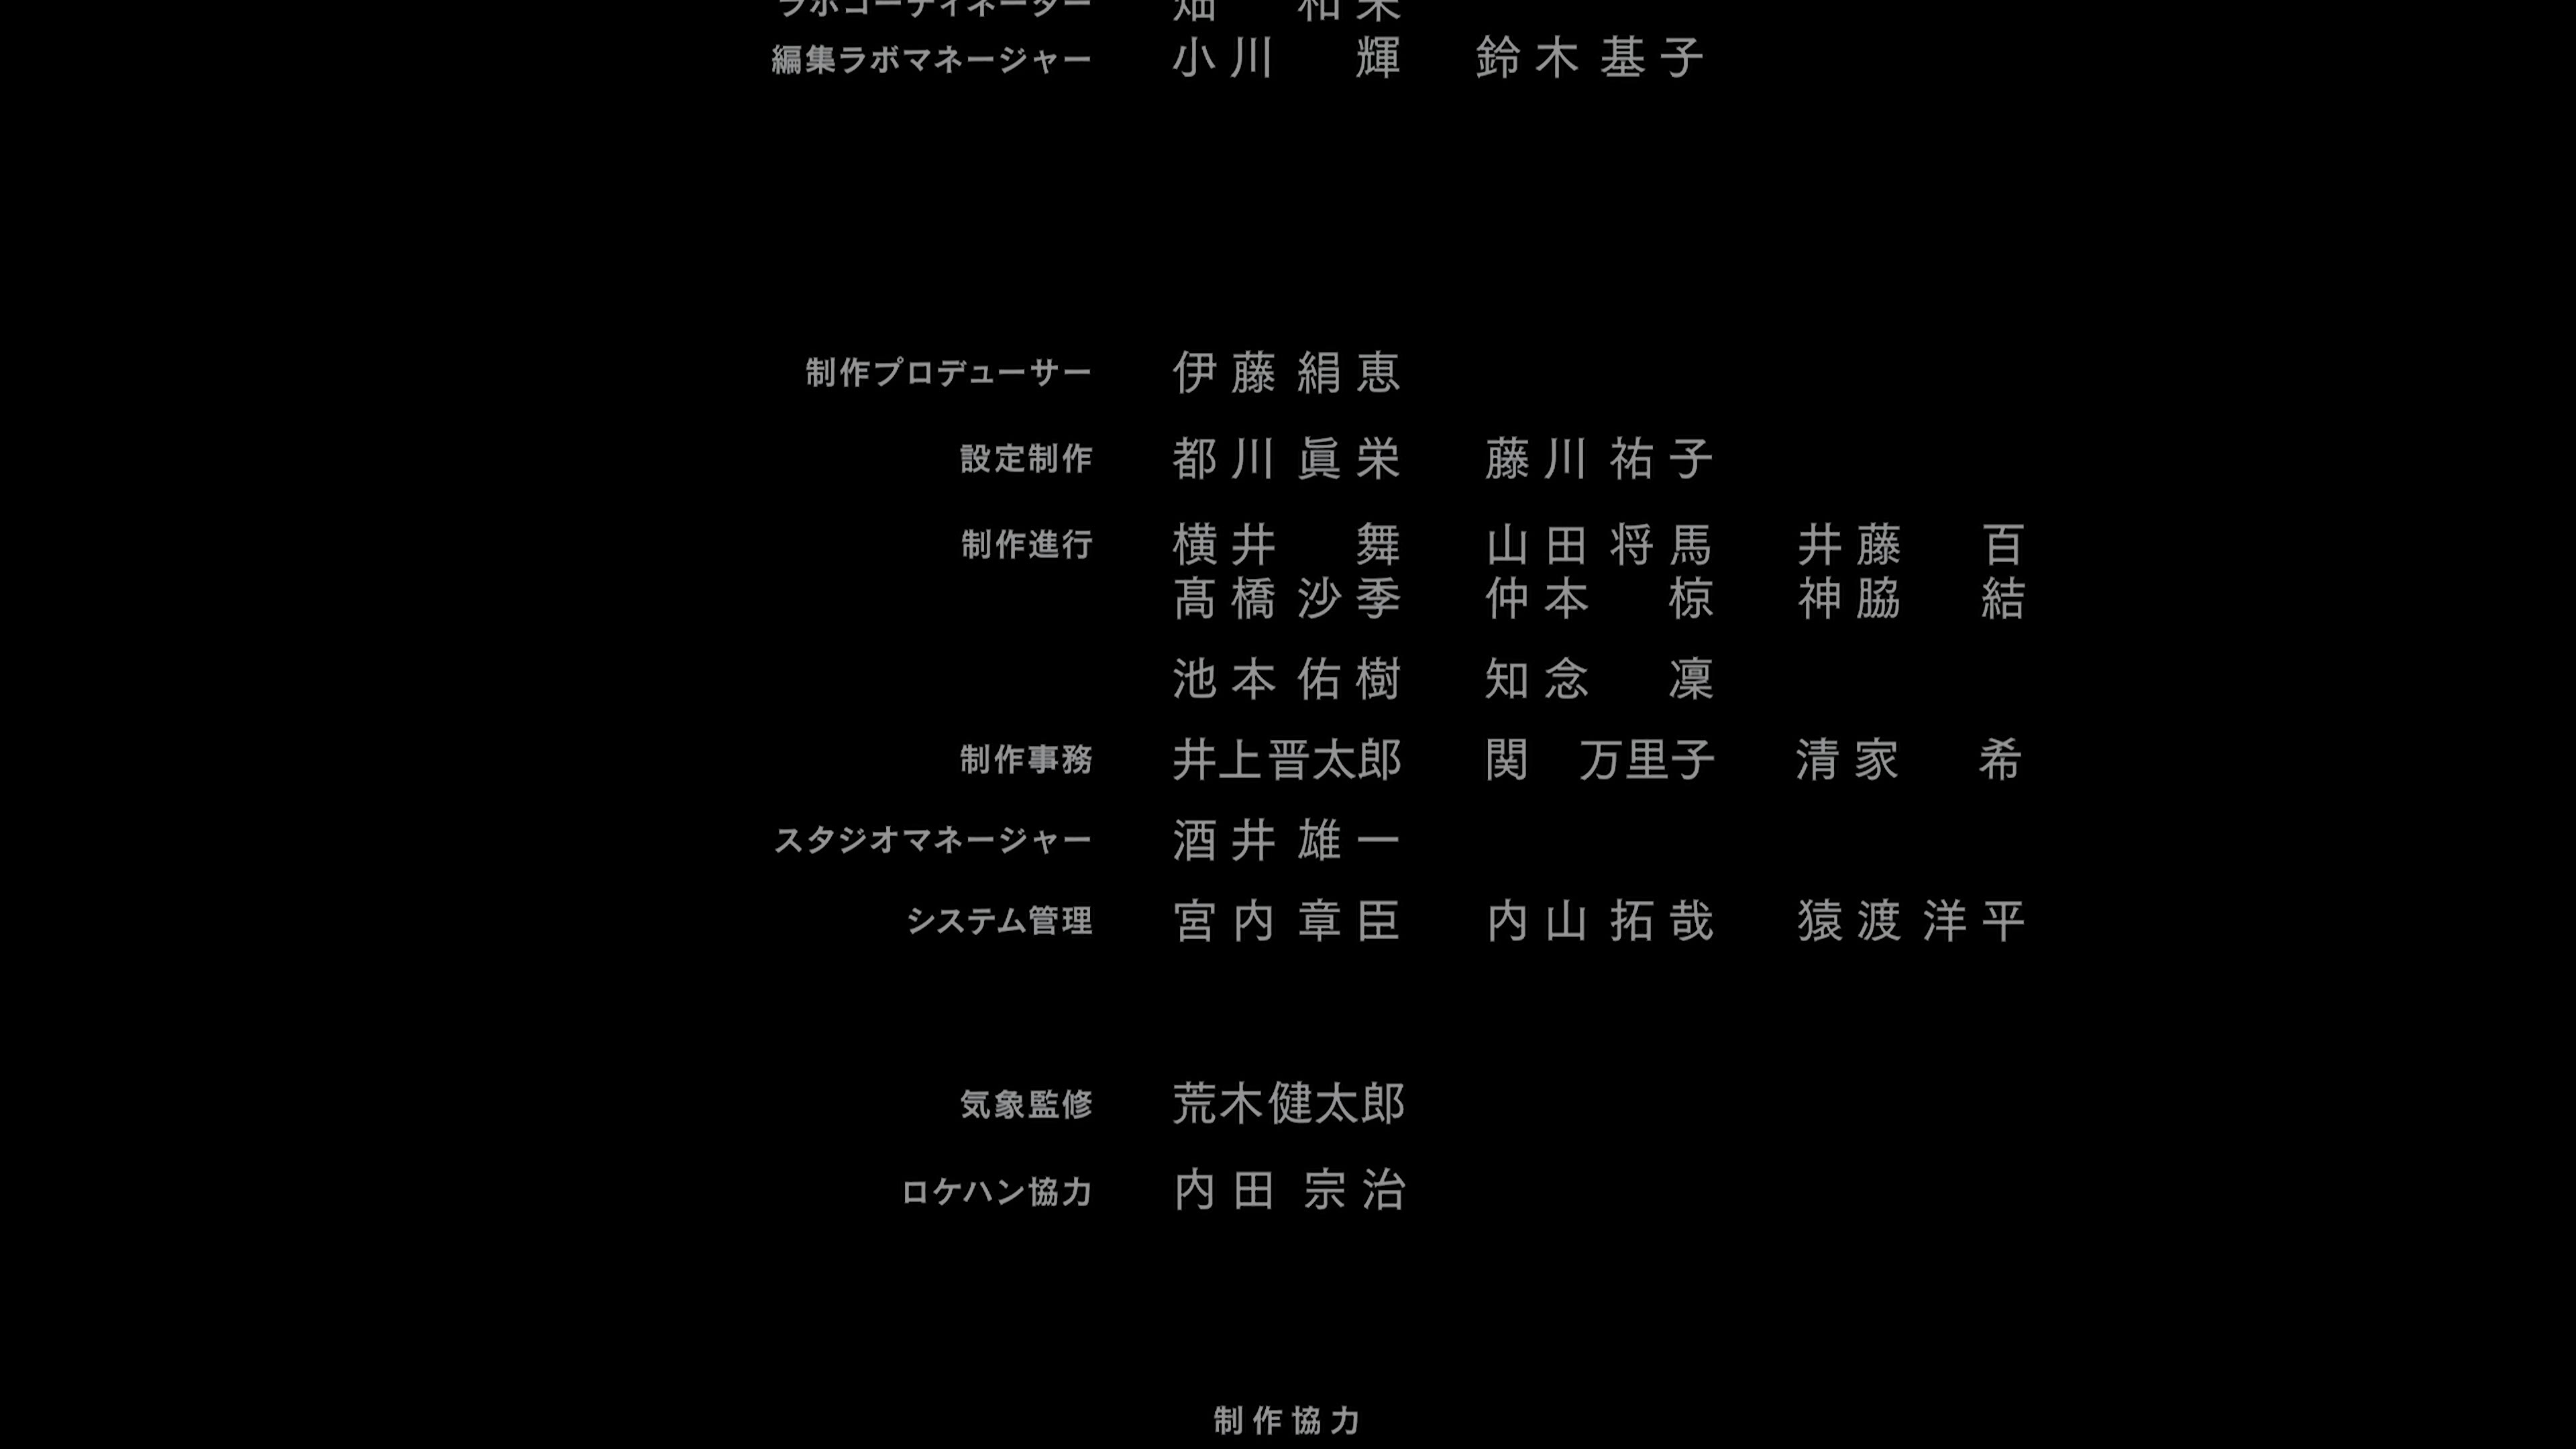 ラボコーディネーター 畑 和来
編集ラボマネージャー 小川 輝 鈴木基子
制作プロデューサー 伊藤絹恵
設定制作 都川眞栄 藤川祐子
制作進行 横井 舞 山田将馬 井藤 百
髙橋沙季 仲本 椋 神脇 結
池本佑樹 知念 凜
制作事務 井上晋太郎 関 万里子 清家 希
スタジオマネージャー 酒井雄一
システム管理 宮内章臣 内山拓哉 猿渡洋平
気象監修 荒木健太郎
ロケハン協力 内田宗治
制作協力